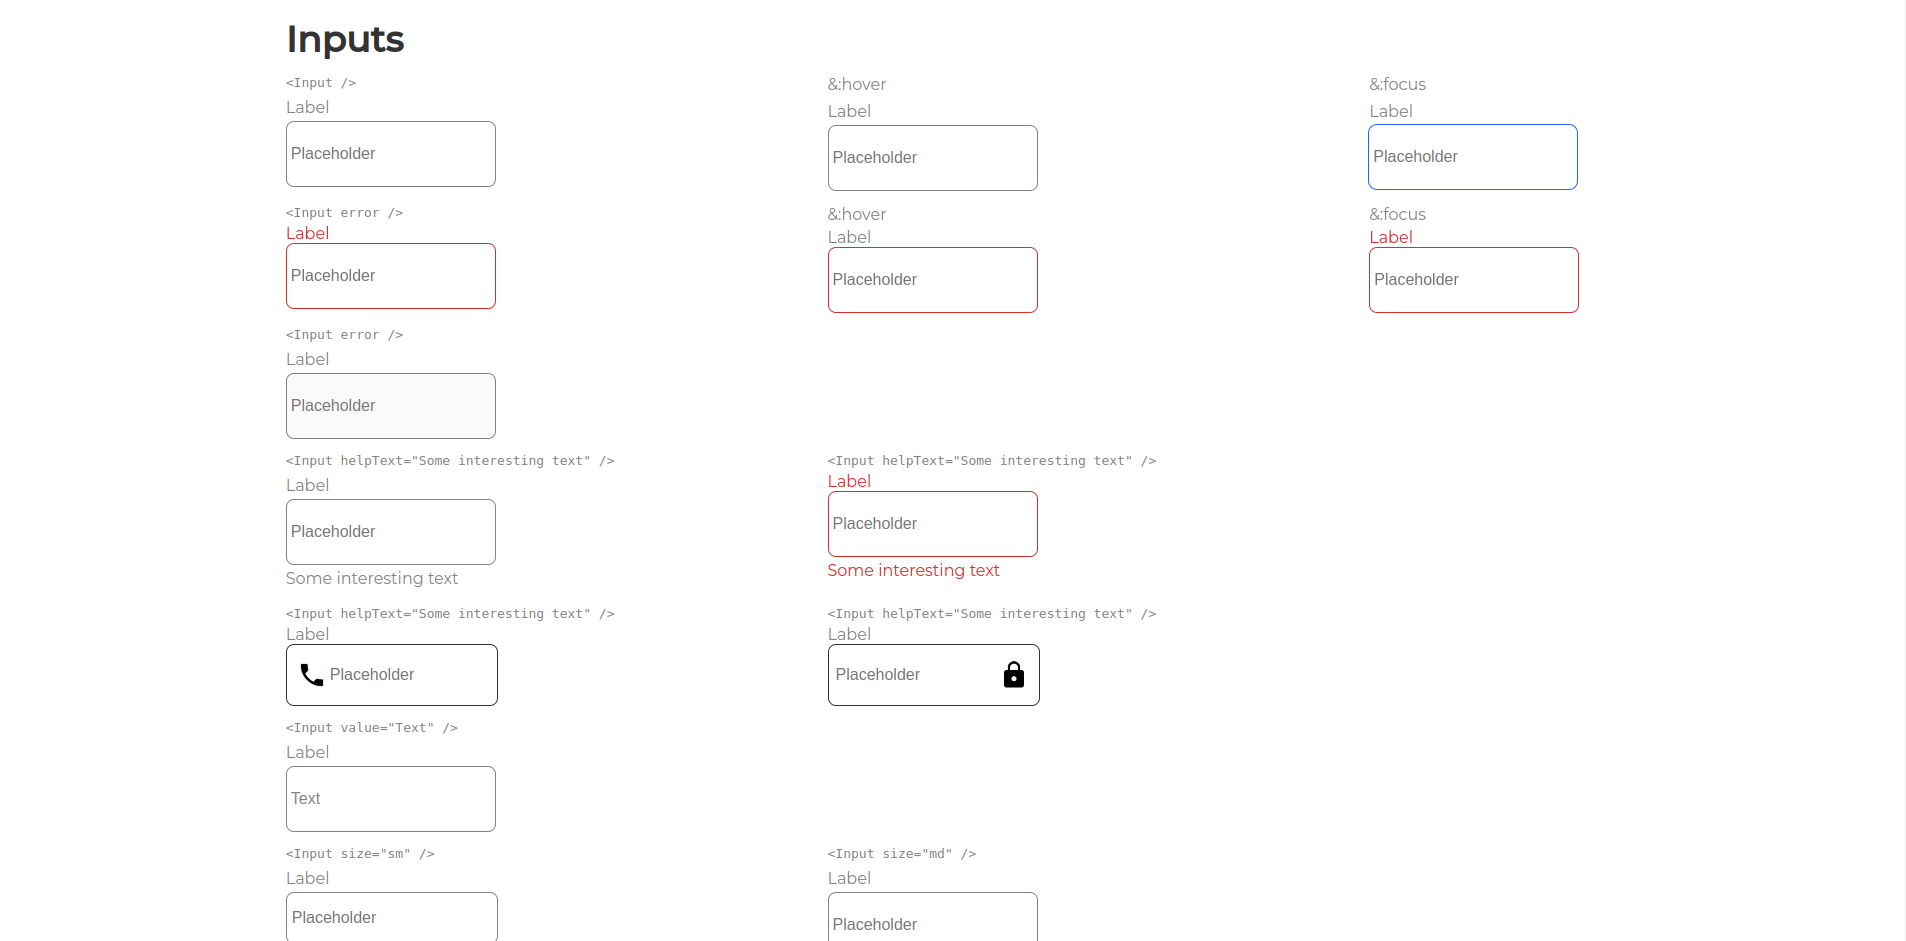 Inputs
<Input />
&:hover
&:focus
Label
Label
Label
Placeholder
Placeholder
Placeholder
<Input error />
&:hover
&:focus
Label
Label
Label
Placeholder
Placeholder
Placeholder
<Input error />
Label
Placeholder
<Input helpText="Some interesting text" />
<Input helpText="Some interesting text" />
Label
Label
Placeholder
Placeholder
Some interesting text
Some interesting text
<Input helpText="Some interesting text" />
<Input helpText="Some interesting text" />
Label
Label
Placeholder
Placeholder
<Input value="Text" />
Label
Text
<Input size="sm" />
<Input size="md" />
Label
Label
Placeholder
Placeholder